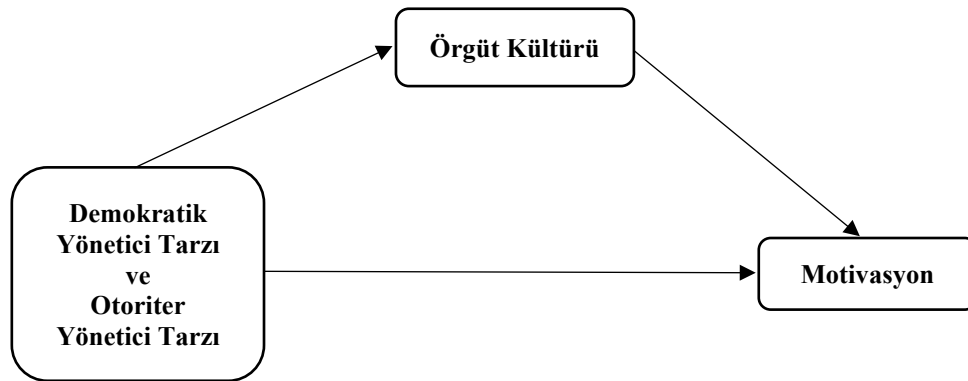 Örgüt Kültürü
Demokratik
Yönetici Tarzı
ve
Otoriter
Yönetici Tarzı
Motivasyon